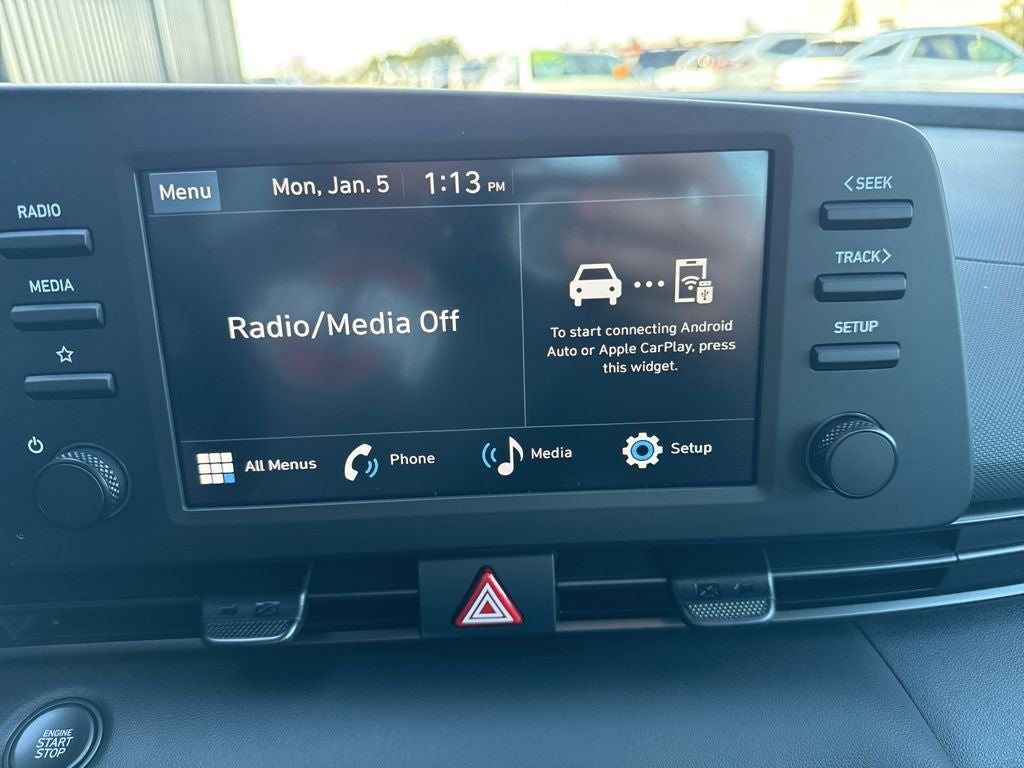 Menu
Mon, Jan. 5
1:13 PM
RADIO
MEDIA
Radio/Media Off
To start connecting Android
Auto or Apple CarPlay, press
this widget.
All Menus
Phone
Media
Setup
<SEEK
TRACK>
SETUP
ENGINE
START
STOP